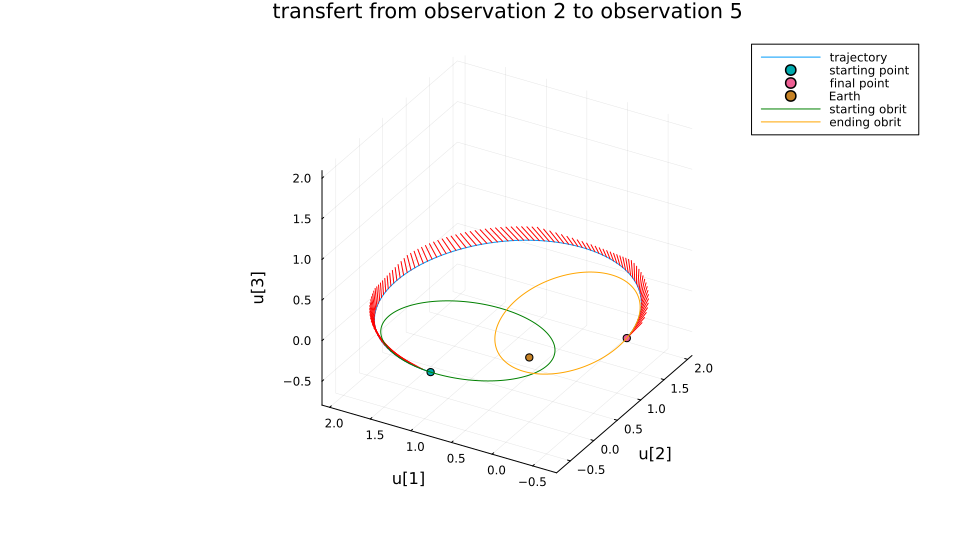 transfert from observation 2 to observation 5
trajectory
starting point
final point
Earth
starting obrit
ending obrit
2.0
1.5
1.0
0.5
0.0
−0.5
u[3]
2.0
1.5
1.0
0.5
0.0
−0.5
u[1]
2.0
1.5
1.0
0.5
0.0
−0.5
u[2]